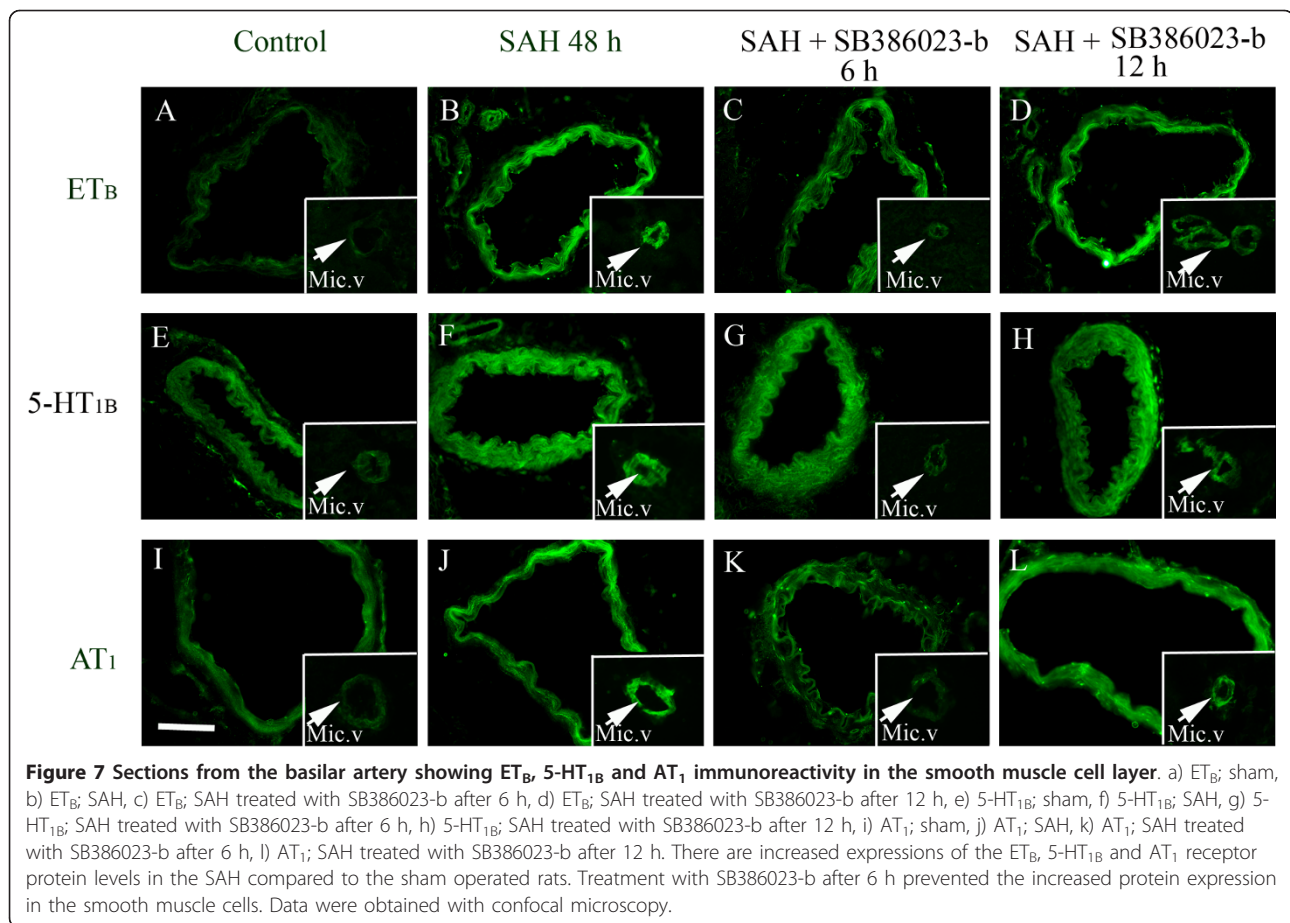 Control SAH 48 h SAH + SB386023-b SAH + SB386023-b
6 h 12 h
A B C D
ETB
Mic.v Mic.v Mic.v Mic.v
E F G H
5-HT1B
Mic.v Mic.v Mic.v Mic.v
I J K L
AT1
Mic.v Mic.v Mic.v Mic.v
Figure 7 Sections from the basilar artery showing ETB, 5-HT1B and AT1 immunoreactivity in the smooth muscle cell layer. a) ETB; sham,
b) ETB; SAH, c) ETB; SAH treated with SB386023-b after 6 h, d) ETB; SAH treated with SB386023-b after 12 h, e) 5-HT1B; sham, f) 5-HT1B; SAH, g) 5-
HT1B; SAH treated with SB386023-b after 6 h, h) 5-HT1B; SAH treated with SB386023-b after 12 h, i) AT1; sham, j) AT1; SAH, k) AT1; SAH treated
with SB386023-b after 6 h, l) AT1; SAH treated with SB386023-b after 12 h. There are increased expressions of the ETB, 5-HT1B and AT1 receptor
protein levels in the SAH compared to the sham operated rats. Treatment with SB386023-b after 6 h prevented the increased protein expression
in the smooth muscle cells. Data were obtained with confocal microscopy.